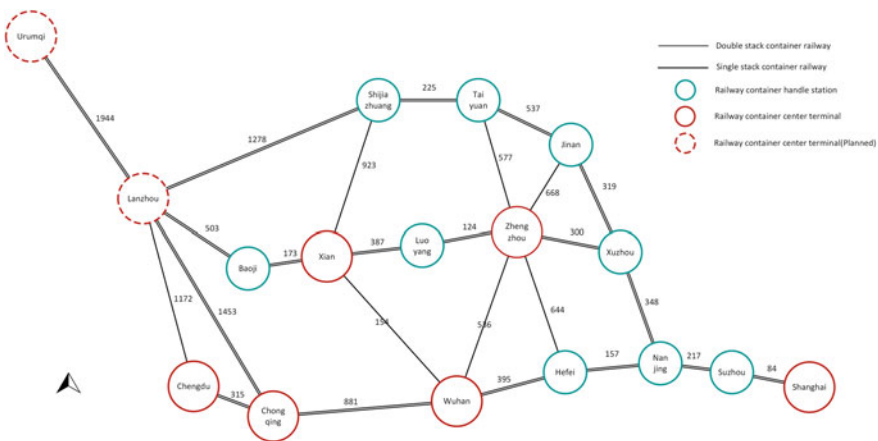 Urumqi
1944
Lanzhou
1278
Shijia
zhuang
225
Tai
yuan
537
Jinan
923
577
668
319
503
Baoji
173
Xian
387
Luo
yang
124
Zheng
zhou
300
Xuzhou
1172
1453
154
536
644
348
Chengdu
315
Chong
qing
881
Wuhan
395
Hefei
157
Nan
jing
217
Suzhou
84
Shanghai
Double stack container railway
Single stack container railway
Railway container handle station
Railway container center terminal
Railway container center terminal(Planned)